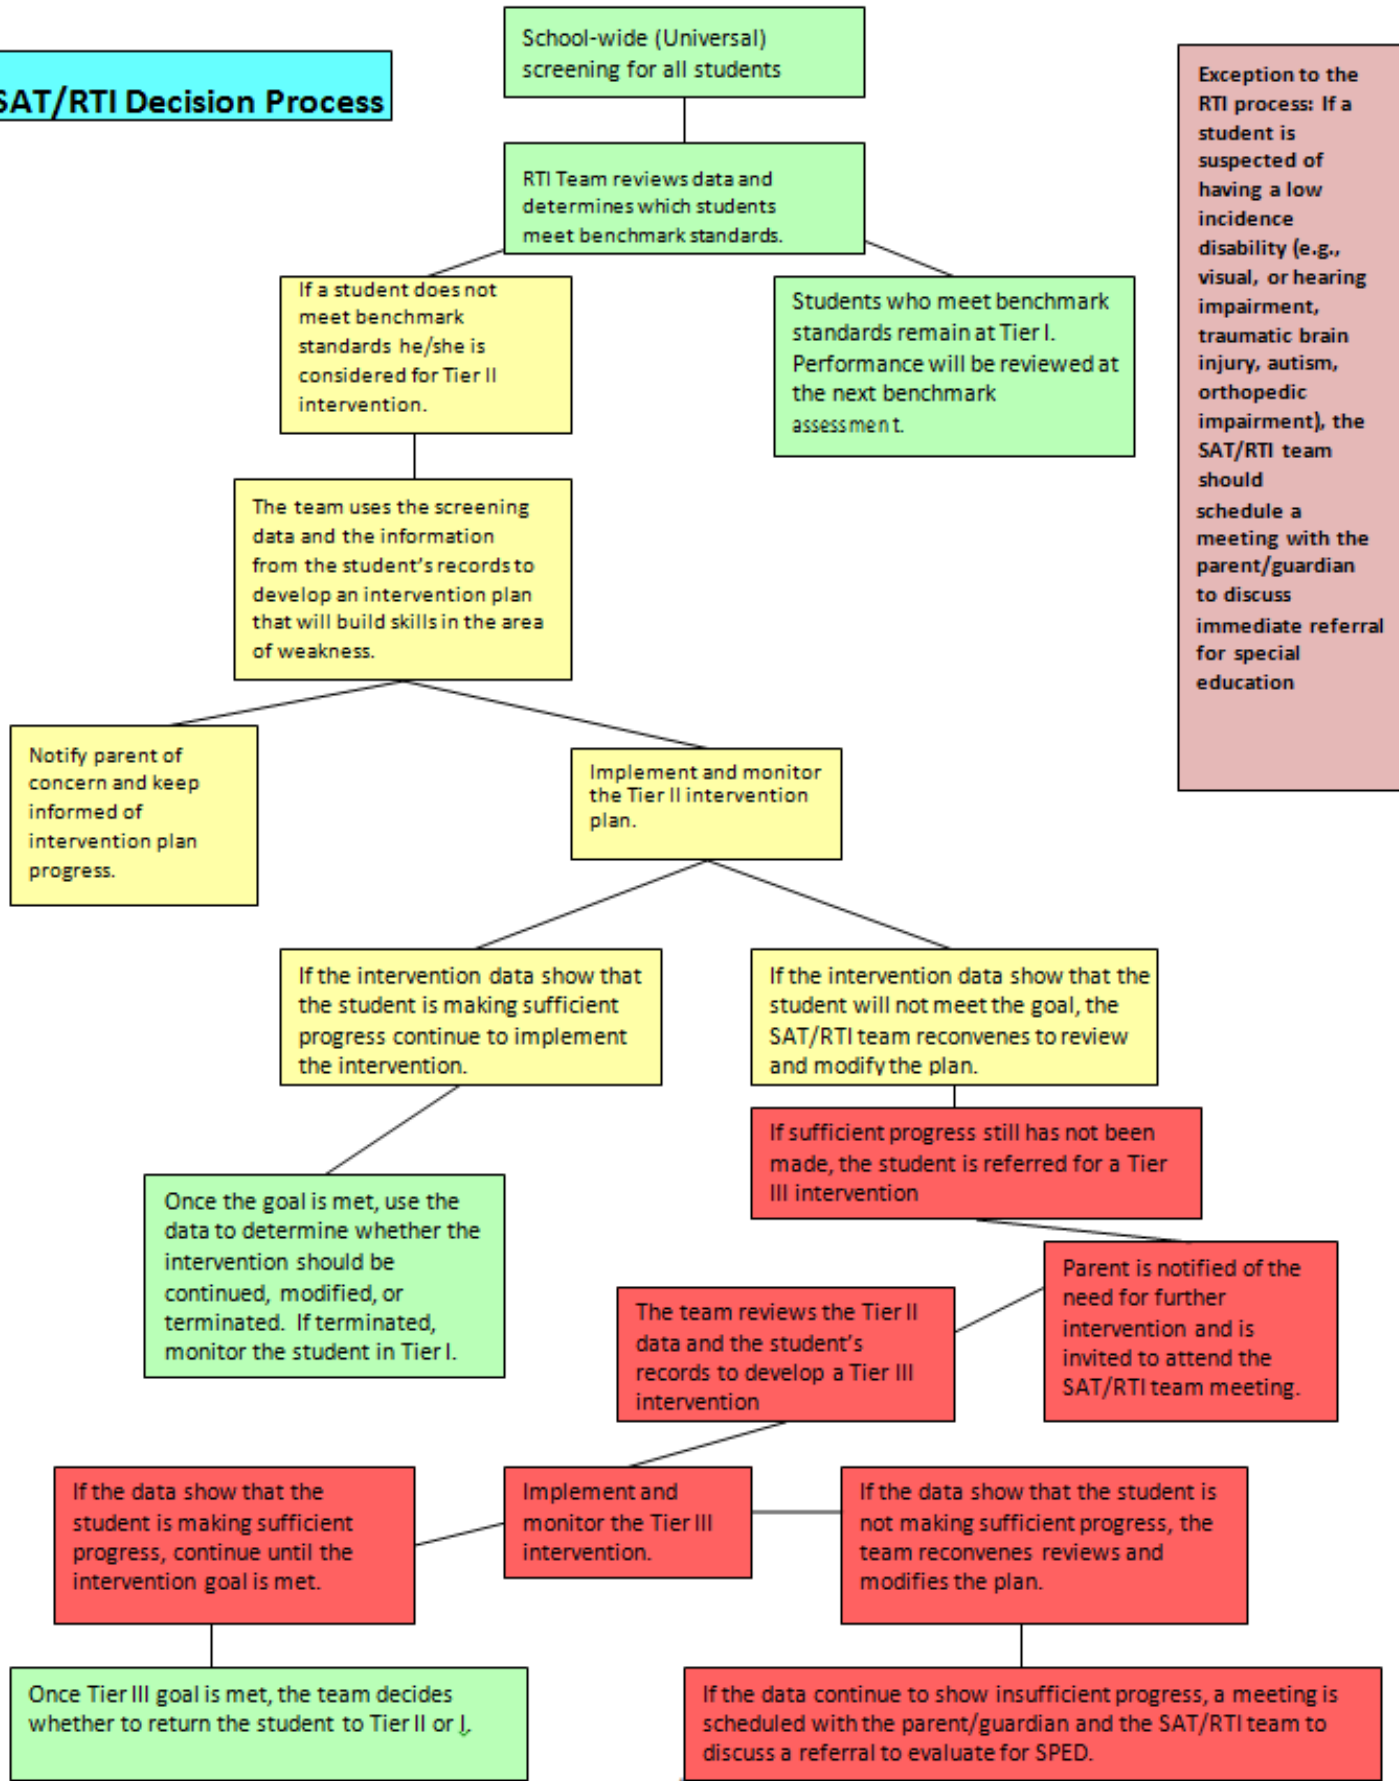 SAT/RTI Decision Process
School-wide (Universal)
screening for all students
RTI Team reviews data and
determines which students
meet benchmark standards.
If a student does not
meet benchmark
standards he/she is
considered for Tier II
intervention.
Students who meet benchmark
standards remain at Tier I.
Performance will be reviewed at
the next benchmark
assessment.
Exception to the
RTI process: If a
student is
suspected of
having a low
incidence
disability (e.g.,
visual, or hearing
impairment,
traumatic brain
injury, autism,
orthopedic
impairment), the
SAT/RTI team
should
schedule a
meeting with the
parent/guardian
to discuss
immediate referral
for special
education
The team uses the screening
data and the information
from the student's records to
develop an intervention plan
that will build skills in the area
of weakness.
Notify parent of
concern and keep
informed of
intervention plan
progress.
Implement and monitor
the Tier II intervention
plan.
If the intervention data show that
the student is making sufficient
progress continue to implement
the intervention.
If the intervention data show that the
student will not meet the goal, the
SAT/RTI team reconvenes to review
and modify the plan.
If sufficient progress still has not been
made, the student is referred for a Tier
III intervention
Once the goal is met, use the
data to determine whether the
intervention should be
continued, modified, or
terminated. If terminated,
monitor the student in Tier I.
Parent is notified of the
need for further
intervention and is
invited to attend the
SAT/RTI team meeting.
The team reviews the Tier II
data and the student's
records to develop a Tier III
intervention
If the data show that the
student is making sufficient
progress, continue until the
intervention goal is met.
Implement and
monitor the Tier III
intervention.
If the data show that the student is
not making sufficient progress, the
team reconvenes reviews and
modifies the plan.
Once Tier III goal is met, the team decides
whether to return the student to Tier II or I.
If the data continue to show insufficient progress, a meeting is
scheduled with the parent/guardian and the SAT/RTI team to
discuss a referral to evaluate for SPED.